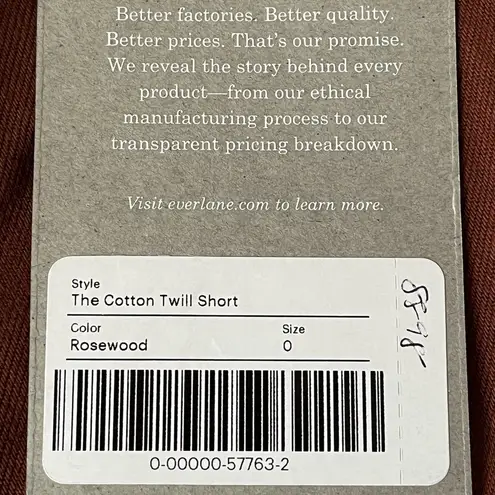 Better factories. Better quality.
Better prices. That's our promise.
We reveal the story behind every
product—from our ethical
manufacturing process to our
transparent pricing breakdown.
Visit everlane.com to learn more.
Style
The Cotton Twill Short
Color
Size
Rosewood
0
0-00000-57763-2